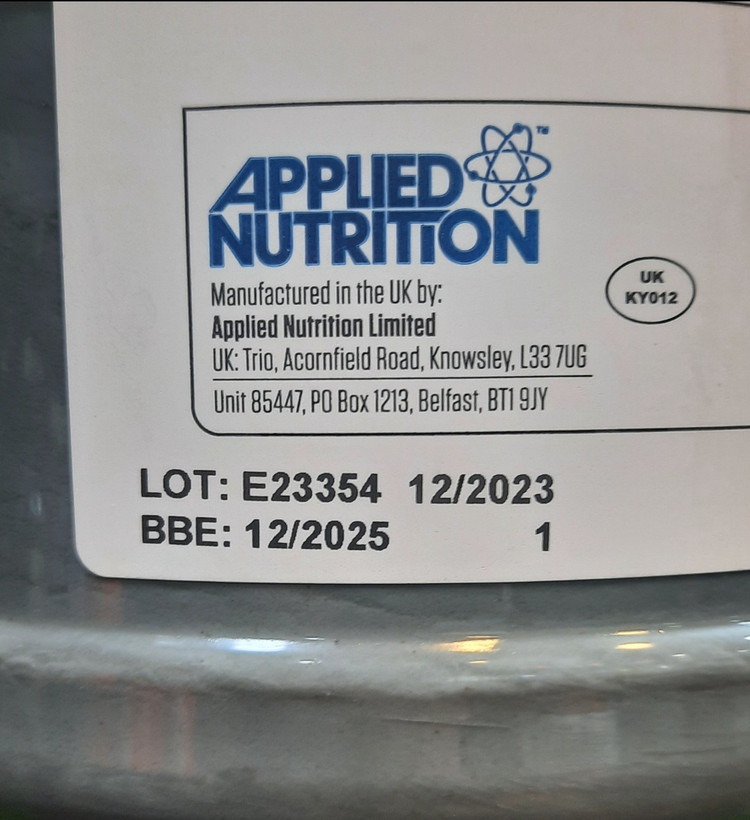 APPLIED
NUTRITION
TM
Manufactured in the UK by:
Applied Nutrition Limited
UK: Trio, Acornfield Road, Knowsley, L33 7UG
Unit 85447, PO Box 1213, Belfast, BT1 9JY
UK
KY012
LOT: E23354 12/2023
BBE: 12/2025 1